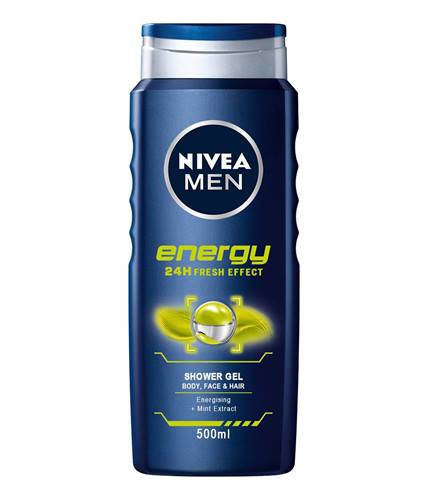 NIVEA
MEN
energy
24H FRESH EFFECT
SHOWER GEL
BODY, FACE & HAIR
Energising
+ Mint Extract
500ml